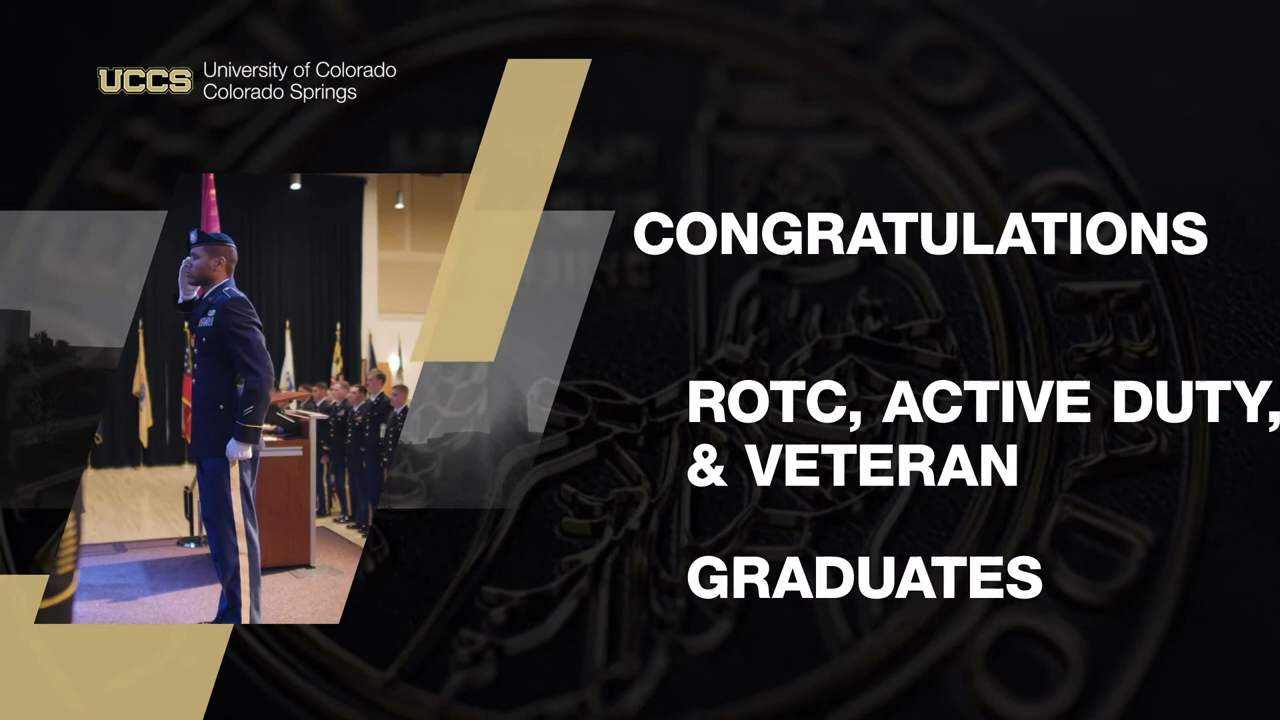 UCCS
University of Colorado
Colorado Springs
CONGRATULATIONS
ROTC, ACTIVE DUTY,
& VETERAN
GRADUATES